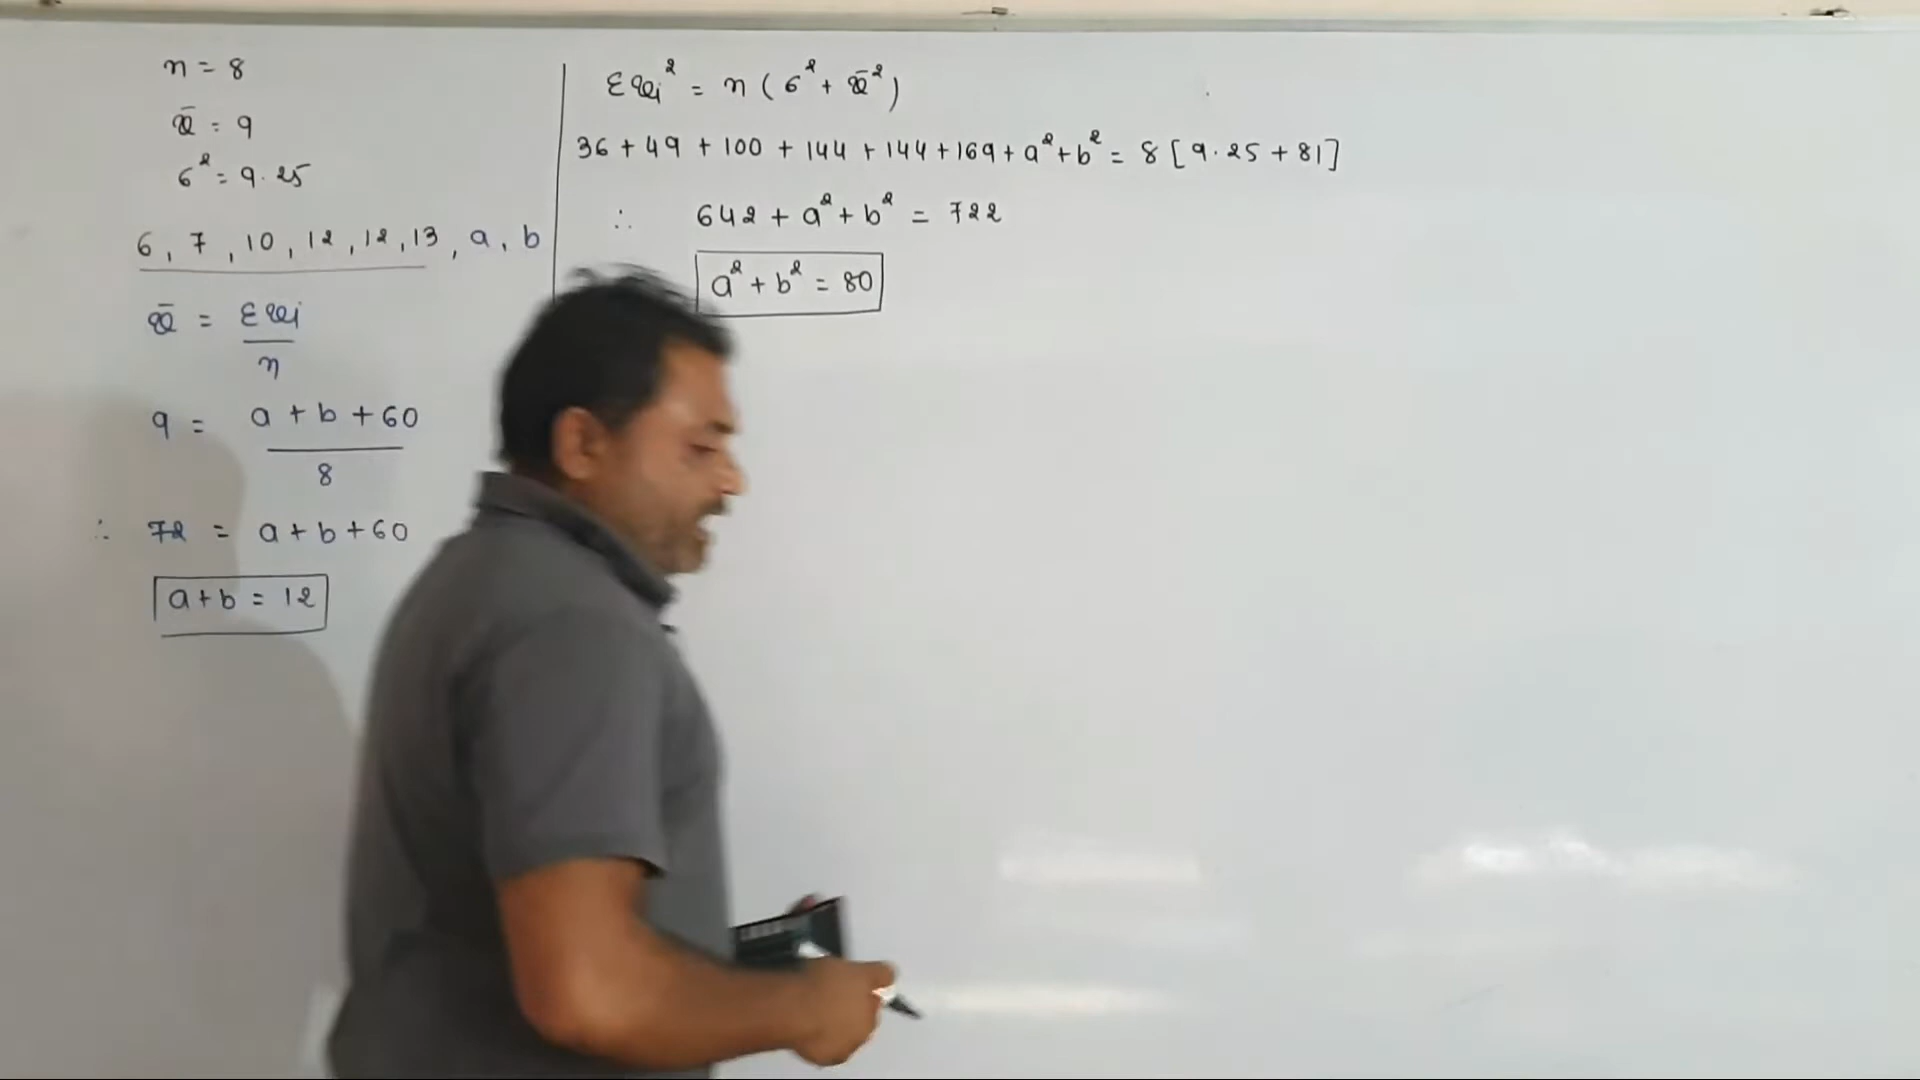 n = 8
x̄ = 9
σ² = 9.25
6, 7, 10, 12, 12, 13, a, b
x̄ = Σxi / n
9 = a + b + 60 / 8
∴ 72 = a + b + 60
a + b = 12
Σxi² = n ( σ² + x̄² )
36 + 49 + 100 + 144 + 144 + 169 + a² + b² = 8 [ 9.25 + 81 ]
∴ 642 + a² + b² = 722
a² + b² = 80